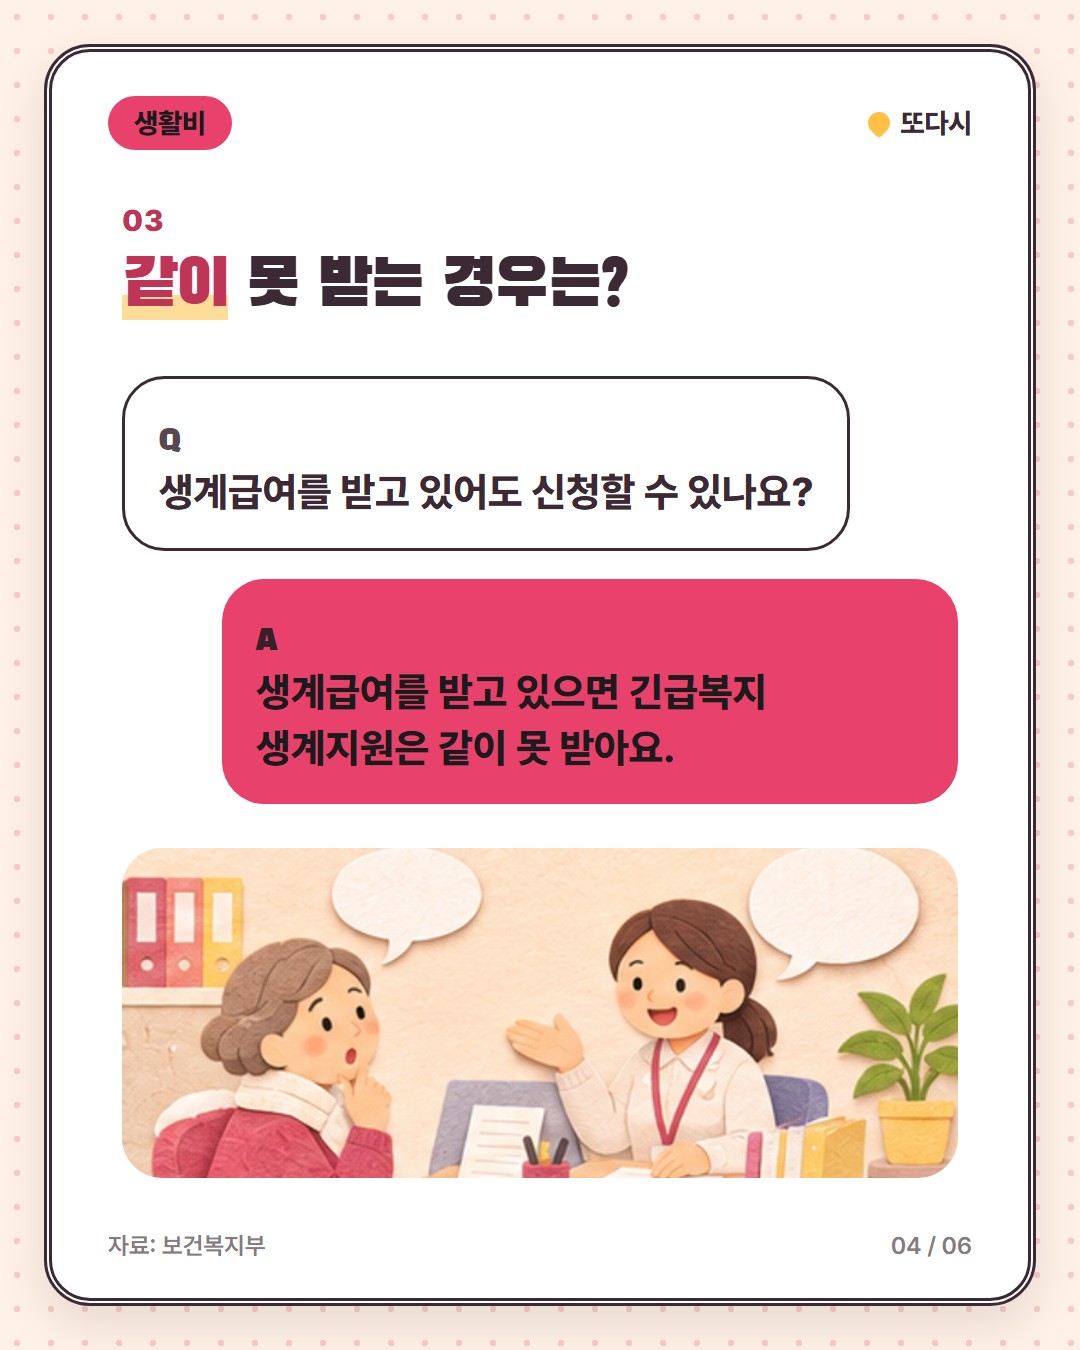 생활비
또다시
03
같이 못 받는 경우는?
Q
생계급여를 받고 있어도 신청할 수 있나요?
A
생계급여를 받고 있으면 긴급복지
생계지원은 같이 못 받아요.
자료: 보건복지부
04 / 06